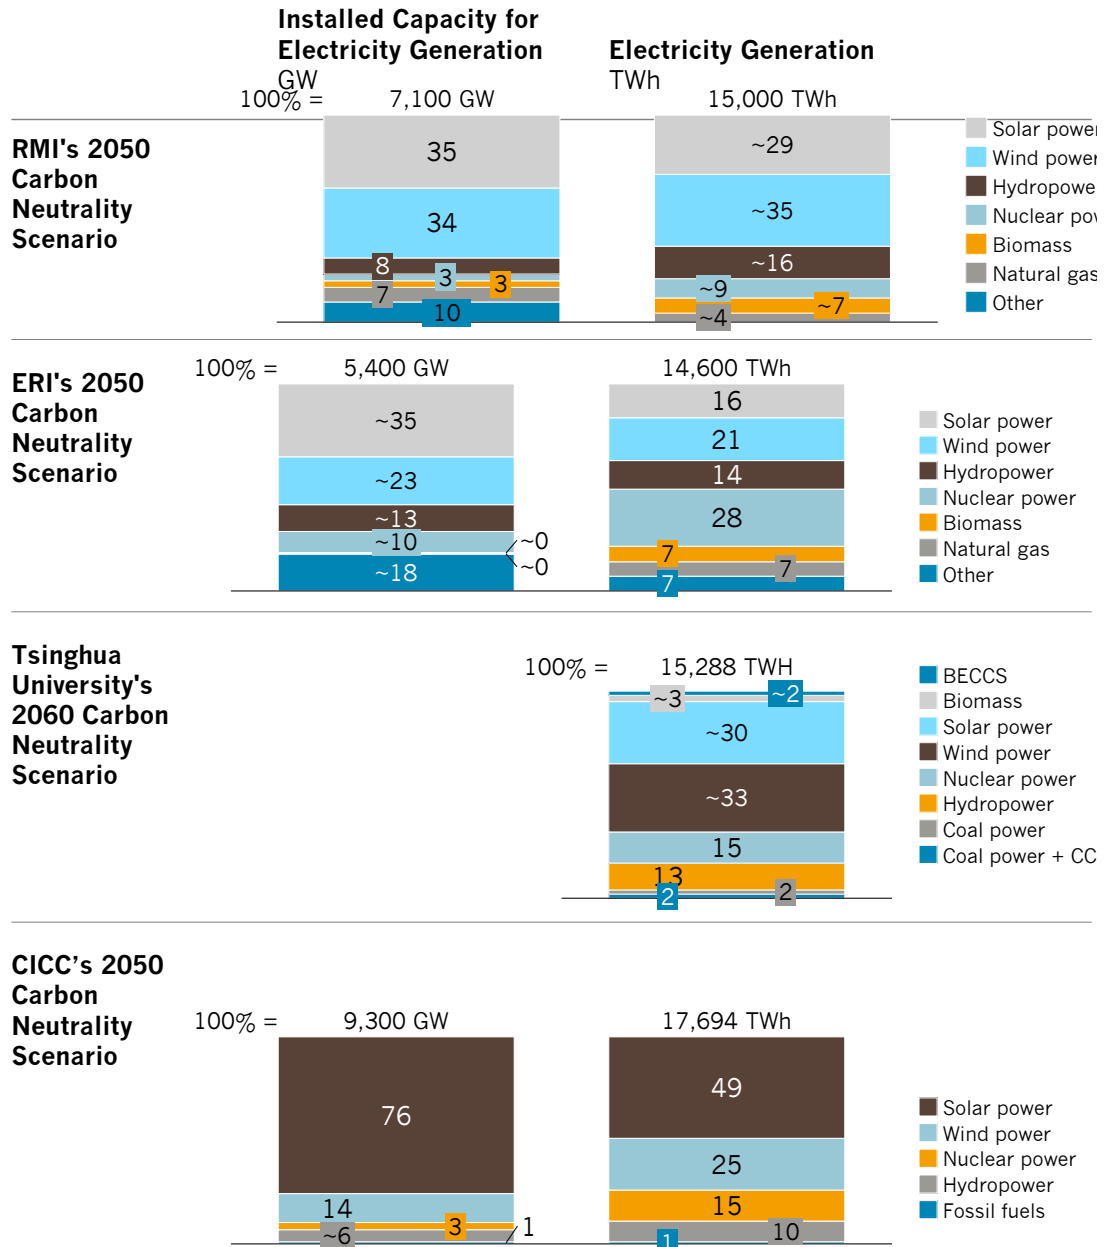 Installed Capacity for
Electricity Generation
GW
Electricity Generation
TWh
100% =
7,100 GW
15,000 TWh
RMI's 2050
Carbon
Neutrality
Scenario
35
34
8
3
3
7
10
~29
~35
~16
~9
~7
~4
Solar power
Wind power
Hydropowe
Nuclear pow
Biomass
Natural gas
Other
ERI's 2050
Carbon
Neutrality
Scenario
100% =
5,400 GW
14,600 TWh
~35
~23
~13
~10
~0
~0
~18
16
21
14
28
7
7
7
Solar power
Wind power
Hydropower
Nuclear power
Biomass
Natural gas
Other
Tsinghua
University's
2060 Carbon
Neutrality
Scenario
100% =
15,288 TWH
~3
~2
~30
~33
15
13
2
2
BECCS
Biomass
Solar power
Wind power
Nuclear power
Hydropower
Coal power
Coal power + CC
CICC’s 2050
Carbon
Neutrality
Scenario
100% =
9,300 GW
17,694 TWh
76
14
3
~6
1
49
25
15
10
1
Solar power
Wind power
Nuclear power
Hydropower
Fossil fuels